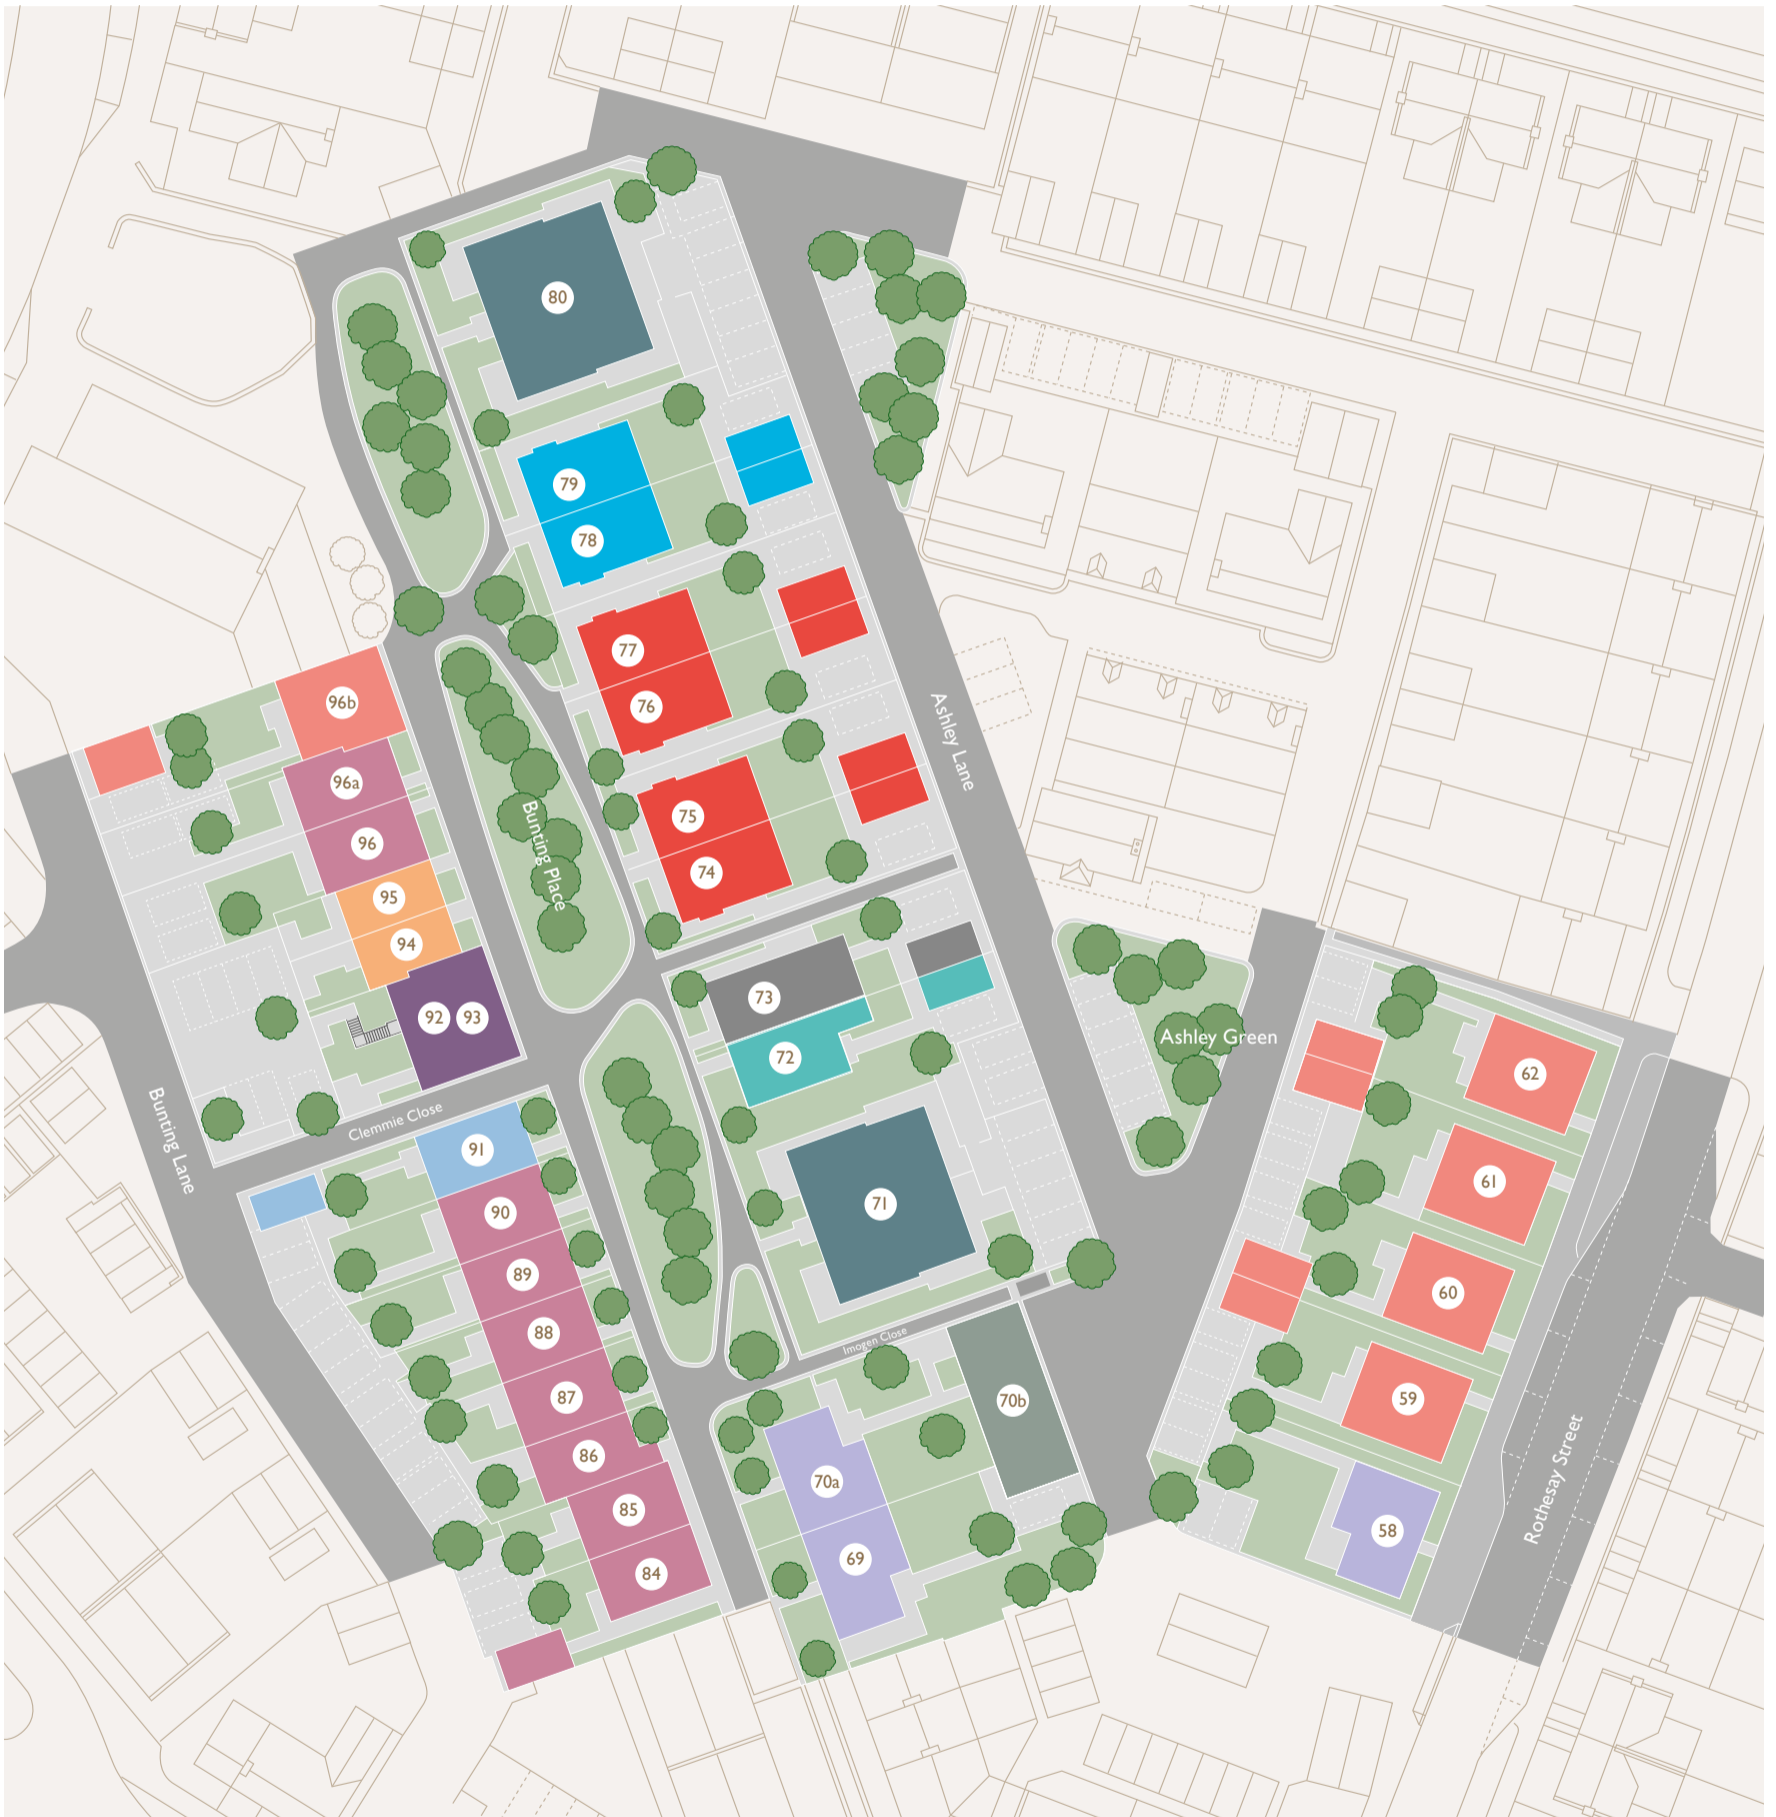 80
79
78
77
76
Ashley Lane
96b
96a
75
96
Bunting Place
74
95
94
73
92 93
Ashley Green
72
62
Bunting Lane
Clemmie Close
91
61
90
71
89
60
88
Imogen Close
87
70b
59
86
70a
Rothesay Street
85
58
69
84